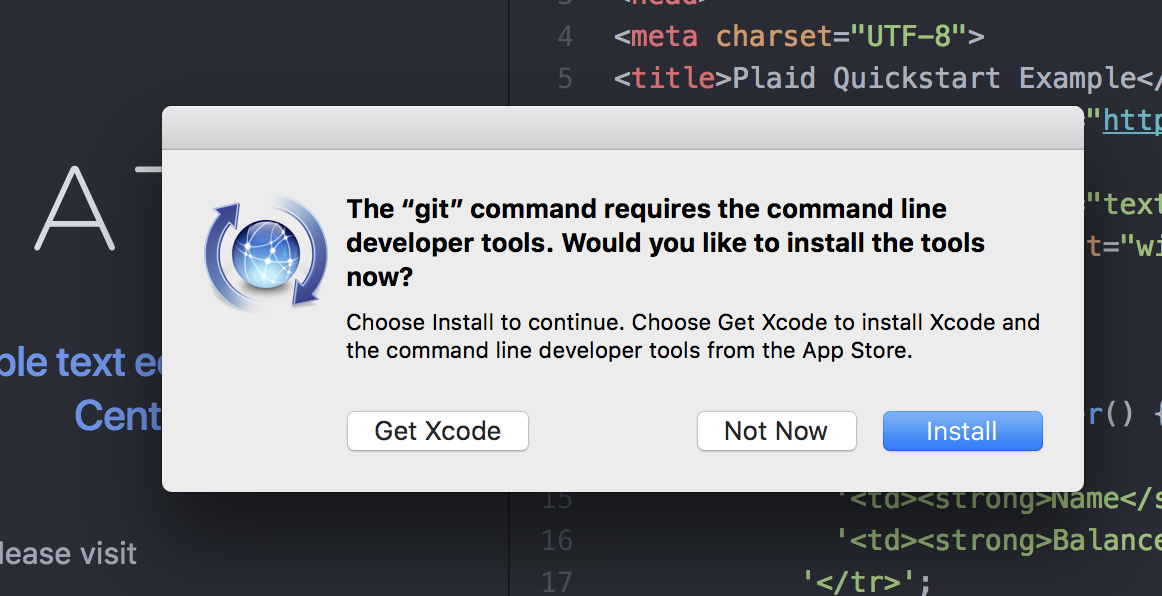 <head>
4 <meta charset="UTF-8">
5 <title>Plaid Quickstart Example</
"http
A T
The “git” command requires the command line
developer tools. Would you like to install the tools
now?
"text
t="wi
Choose Install to continue. Choose Get Xcode to install Xcode and
the command line developer tools from the App Store.
ble text ed
Cent
r() {
Get Xcode
Not Now
Install
15 '<td><strong>Name</s
16 '<td><strong>Balance
lease visit
17 '</tr>';